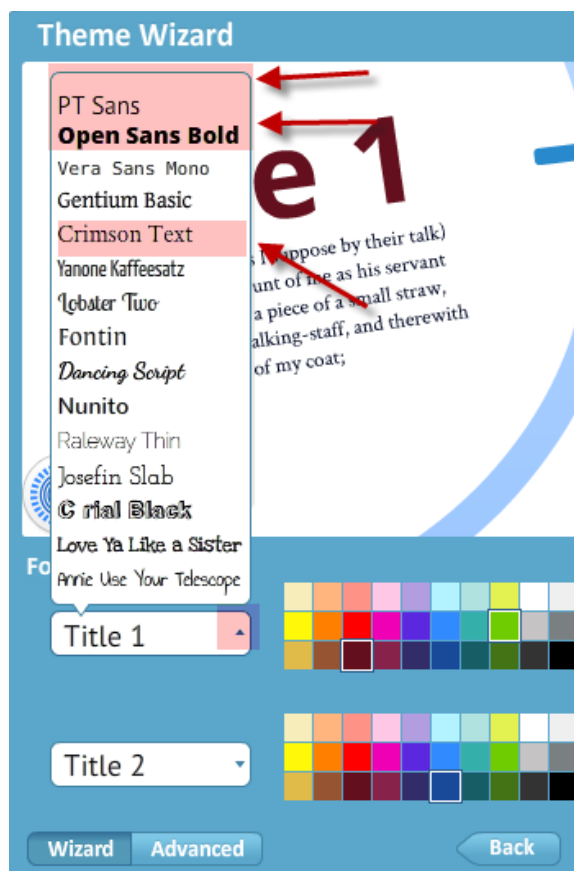 Theme Wizard
PT Sans
Open Sans Bold
Vera Sans Mono
Gentium Basic
Crimson Text
Yanone Kaffeesatz
Lobster Two
Fontin
Dancing Script
Nunito
Raleway Thin
Josefin Slab
C rial Black
Love Ya Like a Sister
Annie Use Your Telescope
e 1
suppose by their talk)
unt of me as his servant
a piece of a small straw,
alking-staff, and therewith
of my coat;
Fo
Title 1
Title 2
Wizard
Advanced
Back